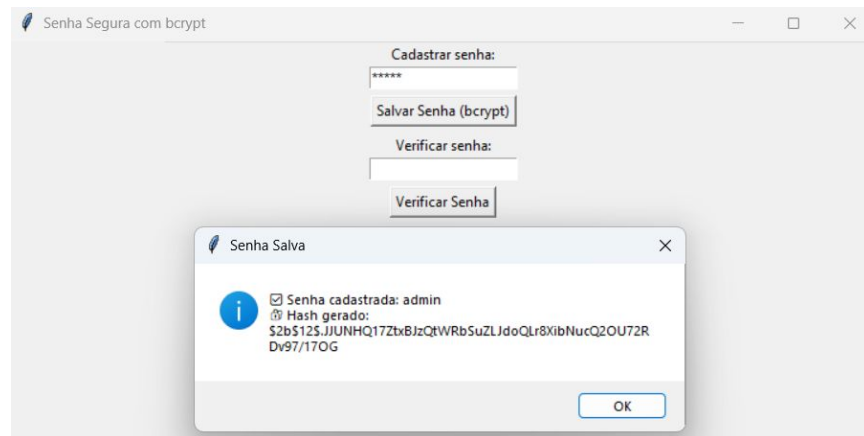 Senha Segura com bcrypt
Cadastrar senha:
*****
Salvar Senha (bcrypt)
Verificar senha:
Verificar Senha
Senha Salva
☑ Senha cadastrada: admin
🔐 Hash gerado:
$2b$12$.JJUNHQ17ZtxBJzQtWRbSuZLJdoQLr8XibNucQ2OU72R
Dv97/17OG
OK